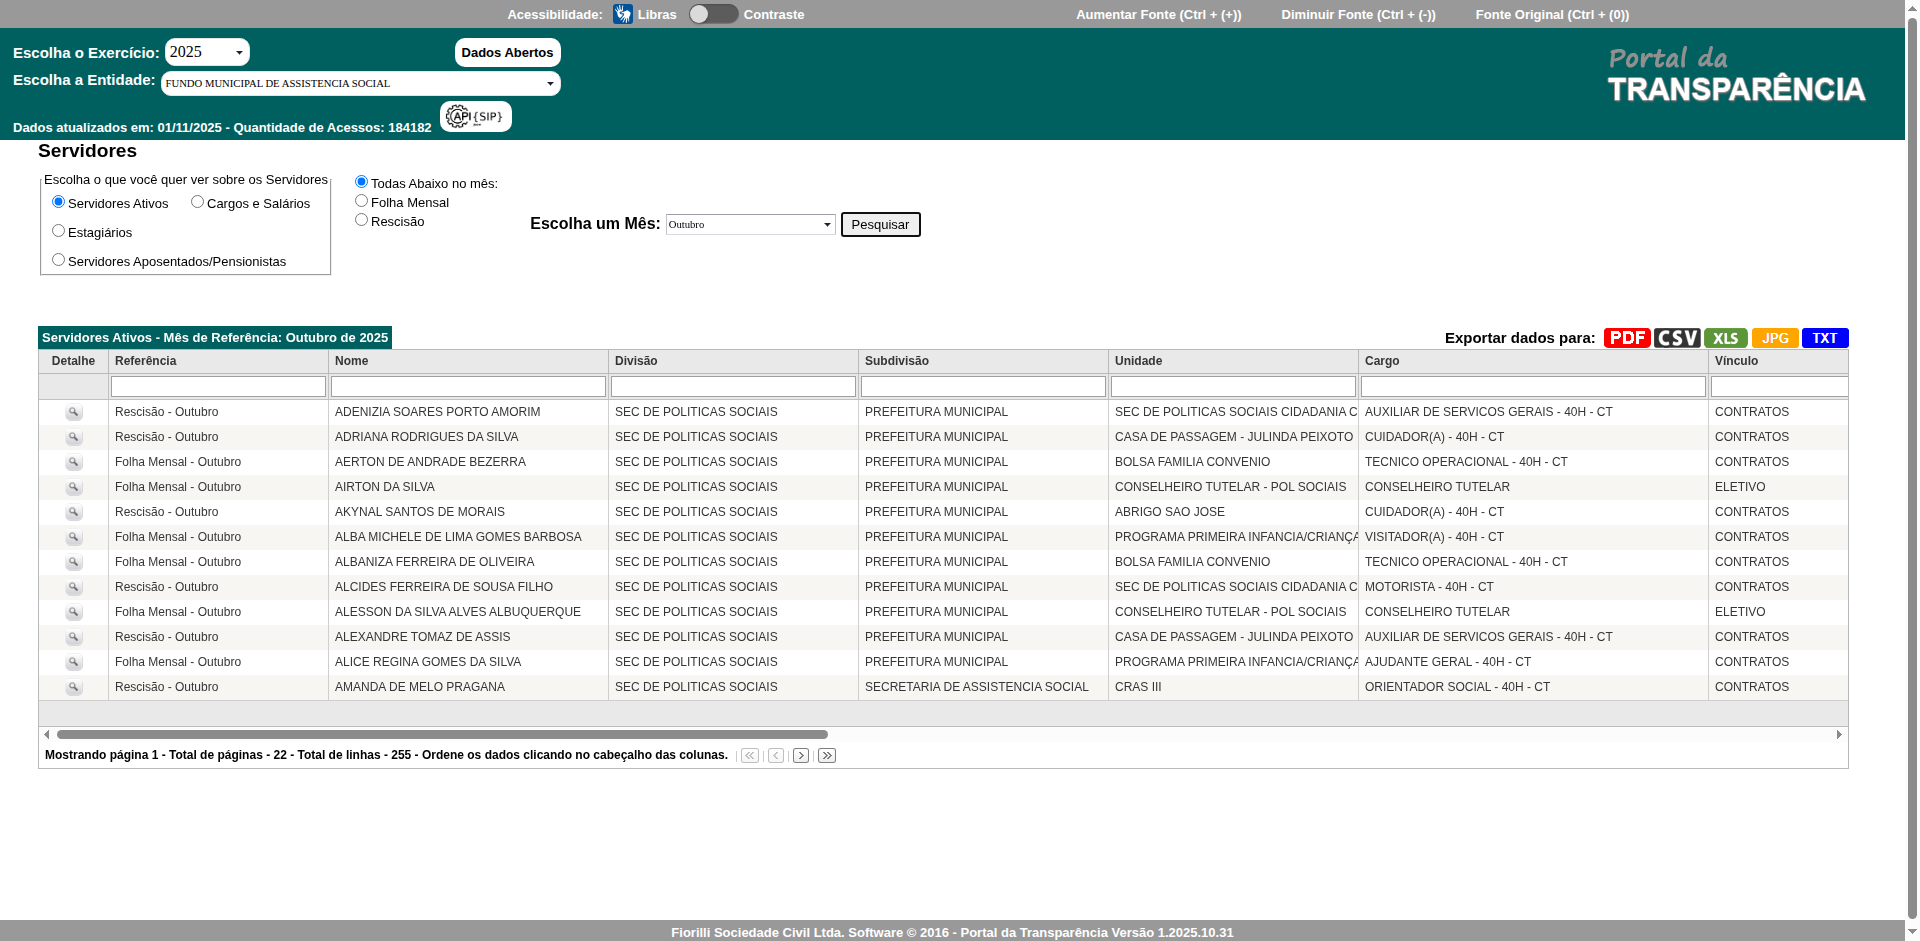 Acessibilidade: Libras Contraste Aumentar Fonte (Ctrl + (+)) Diminuir Fonte (Ctrl + (-)) Fonte Original (Ctrl + (0))
Escolha o Exercício: 2025 Dados Abertos
Escolha a Entidade: FUNDO MUNICIPAL DE ASSISTENCIA SOCIAL
Portal da
TRANSPARÊNCIA
Dados atualizados em: 01/11/2025 - Quantidade de Acessos: 184182 API {SIP}
Servidores
Escolha o que você quer ver sobre os Servidores
Servidores Ativos Cargos e Salários
Estagiários
Servidores Aposentados/Pensionistas
Todas Abaixo no mês:
Folha Mensal
Rescisão
Escolha um Mês: Outubro Pesquisar
Servidores Ativos - Mês de Referência: Outubro de 2025 Exportar dados para: PDF CSV XLS JPG TXT
Detalhe Referência Nome Divisão Subdivisão Unidade Cargo Vínculo
Rescisão - Outubro ADENIZIA SOARES PORTO AMORIM SEC DE POLITICAS SOCIAIS PREFEITURA MUNICIPAL SEC DE POLITICAS SOCIAIS CIDADANIA C AUXILIAR DE SERVICOS GERAIS - 40H - CT CONTRATOS
Rescisão - Outubro ADRIANA RODRIGUES DA SILVA SEC DE POLITICAS SOCIAIS PREFEITURA MUNICIPAL CASA DE PASSAGEM - JULINDA PEIXOTO CUIDADOR(A) - 40H - CT CONTRATOS
Folha Mensal - Outubro AERTON DE ANDRADE BEZERRA SEC DE POLITICAS SOCIAIS PREFEITURA MUNICIPAL BOLSA FAMILIA CONVENIO TECNICO OPERACIONAL - 40H - CT CONTRATOS
Folha Mensal - Outubro AIRTON DA SILVA SEC DE POLITICAS SOCIAIS PREFEITURA MUNICIPAL CONSELHEIRO TUTELAR - POL SOCIAIS CONSELHEIRO TUTELAR ELETIVO
Rescisão - Outubro AKYNAL SANTOS DE MORAIS SEC DE POLITICAS SOCIAIS PREFEITURA MUNICIPAL ABRIGO SAO JOSE CUIDADOR(A) - 40H - CT CONTRATOS
Folha Mensal - Outubro ALBA MICHELE DE LIMA GOMES BARBOSA SEC DE POLITICAS SOCIAIS PREFEITURA MUNICIPAL PROGRAMA PRIMEIRA INFANCIA/CRIANÇA VISITADOR(A) - 40H - CT CONTRATOS
Folha Mensal - Outubro ALBANIZA FERREIRA DE OLIVEIRA SEC DE POLITICAS SOCIAIS PREFEITURA MUNICIPAL BOLSA FAMILIA CONVENIO TECNICO OPERACIONAL - 40H - CT CONTRATOS
Rescisão - Outubro ALCIDES FERREIRA DE SOUSA FILHO SEC DE POLITICAS SOCIAIS PREFEITURA MUNICIPAL SEC DE POLITICAS SOCIAIS CIDADANIA C MOTORISTA - 40H - CT CONTRATOS
Folha Mensal - Outubro ALESSON DA SILVA ALVES ALBUQUERQUE SEC DE POLITICAS SOCIAIS PREFEITURA MUNICIPAL CONSELHEIRO TUTELAR - POL SOCIAIS CONSELHEIRO TUTELAR ELETIVO
Rescisão - Outubro ALEXANDRE TOMAZ DE ASSIS SEC DE POLITICAS SOCIAIS PREFEITURA MUNICIPAL CASA DE PASSAGEM - JULINDA PEIXOTO AUXILIAR DE SERVICOS GERAIS - 40H - CT CONTRATOS
Folha Mensal - Outubro ALICE REGINA GOMES DA SILVA SEC DE POLITICAS SOCIAIS PREFEITURA MUNICIPAL PROGRAMA PRIMEIRA INFANCIA/CRIANÇA AJUDANTE GERAL - 40H - CT CONTRATOS
Rescisão - Outubro AMANDA DE MELO PRAGANA SEC DE POLITICAS SOCIAIS SECRETARIA DE ASSISTENCIA SOCIAL CRAS III ORIENTADOR SOCIAL - 40H - CT CONTRATOS
Mostrando página 1 - Total de páginas - 22 - Total de linhas - 255 - Ordene os dados clicando no cabeçalho das colunas.
Fiorilli Sociedade Civil Ltda. Software © 2016 - Portal da Transparência Versão 1.2025.10.31